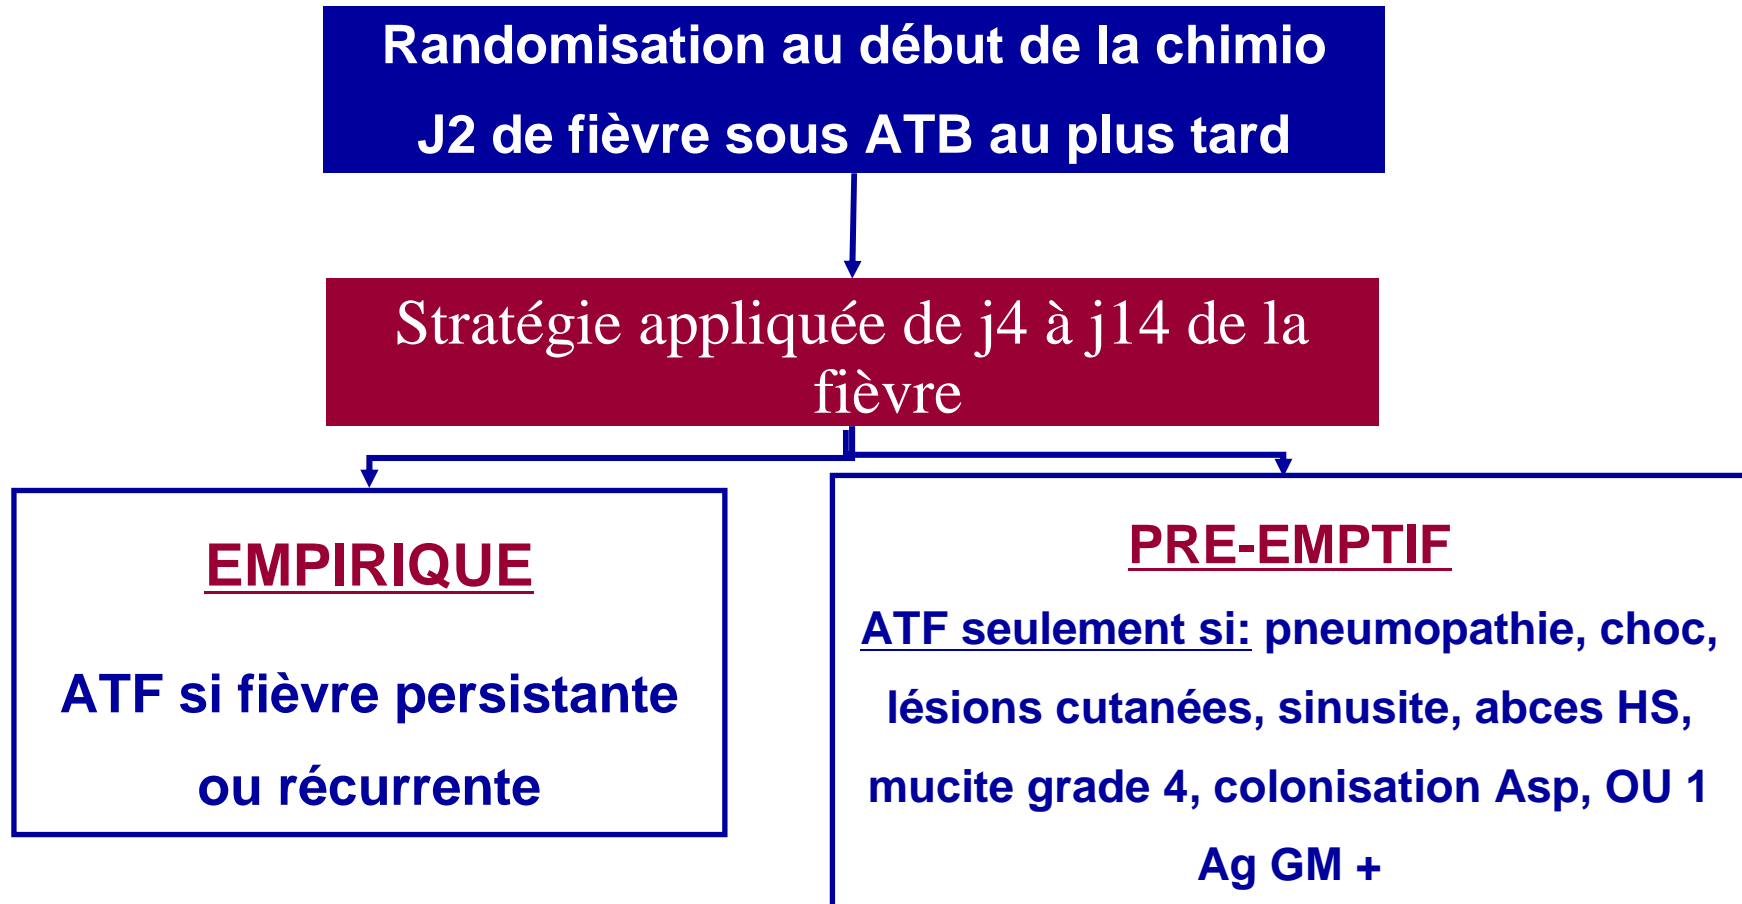 Randomisation au début de la chimio
J2 de fièvre sous ATB au plus tard
Stratégie appliquée de j4 à j14 de la
fièvre
EMPIRIQUE
ATF si fièvre persistante
ou récurrente
PRE-EMPTIF
ATF seulement si: pneumopathie, choc,
lésions cutanées, sinusite, abces HS,
mucite grade 4, colonisation Asp, OU 1
Ag GM +